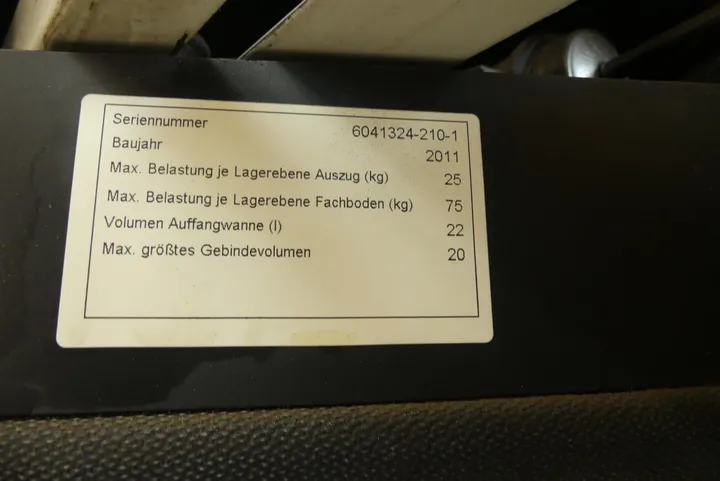 Seriennummer 6041324-210-1
Baujahr 2011
Max. Belastung je Lagerebene Auszug (kg) 25
Max. Belastung je Lagerebene Fachboden (kg) 75
Volumen Auffangwanne (l) 22
Max. größtes Gebindevolumen 20